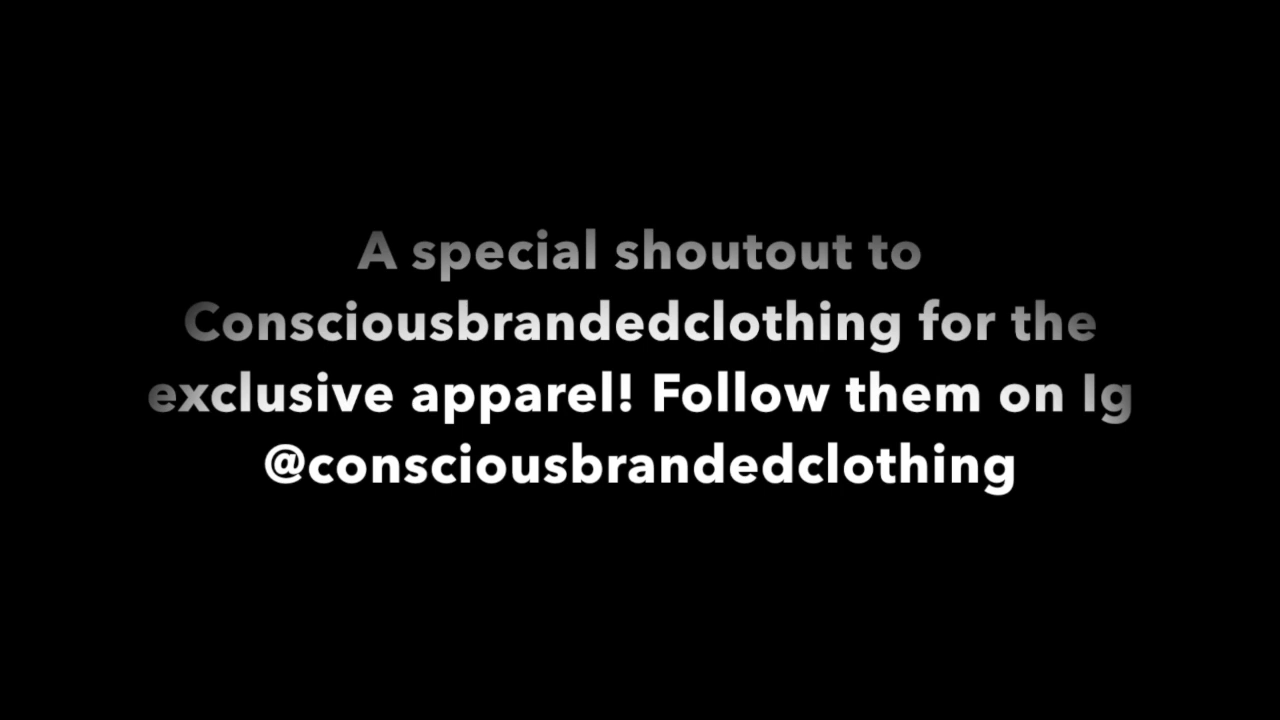 A special shoutout to
Consciousbrandedclothing for the
exclusive apparel! Follow them on Ig
@consciousbrandedclothing